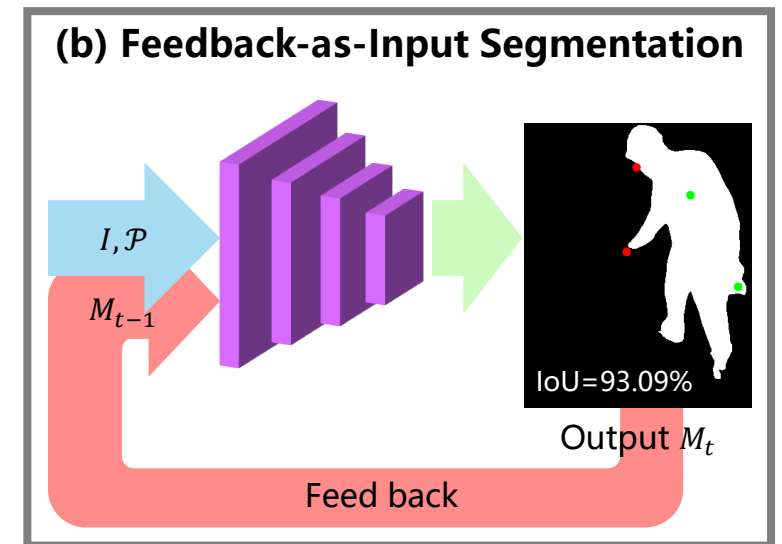 (b) Feedback-as-Input Segmentation
I, 𝒫
M_{t−1}
IoU=93.09%
Output M_t
Feed back